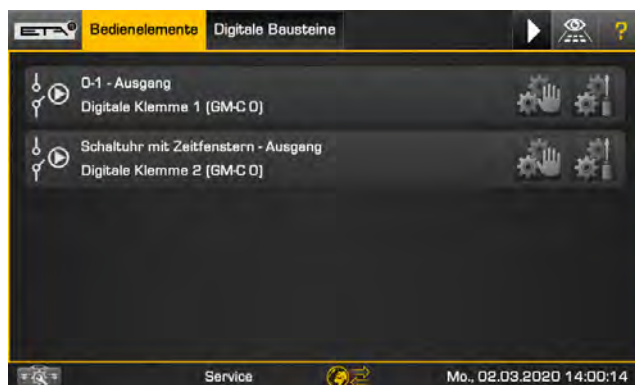 ETA
Bedienelemente
Digitale Bausteine
?
0-1 - Ausgang
Digitale Klemme 1 (GM-C 0)
Schaltuhr mit Zeitfenstern - Ausgang
Digitale Klemme 2 (GM-C 0)
Service
Mo., 02.03.2020 14:00:14